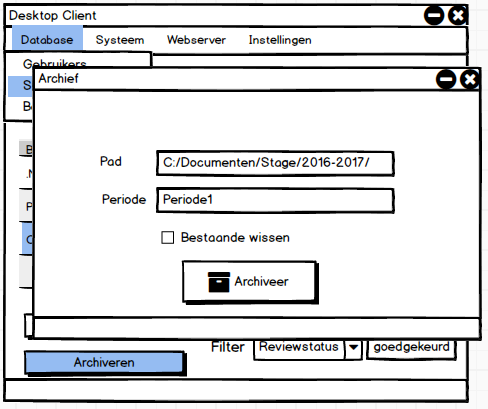 Desktop Client
Database Systeem Webserver Instellingen
Gebruikers
Archief
Pad C:/Documenten/Stage/2016-2017/
Periode Periode1
Bestaande wissen
Archiveer
Filter Reviewstatus goedgekeurd
Archiveren